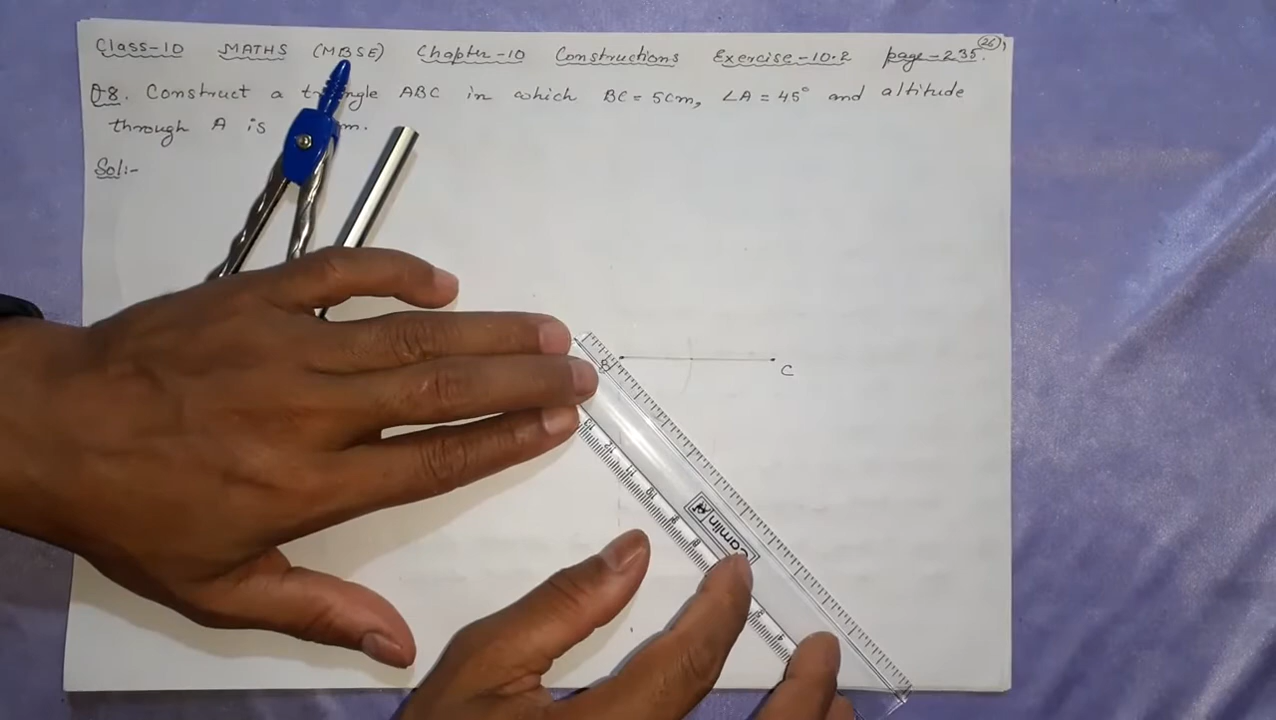 26
Class-10 MATHS (MBSE) Chapter-10 Constructions Exercise-10.2 page-235.
Q8. Construct a triangle ABC in which BC = 5cm, ∠A = 45° and altitude
through A is m.
Sol:-
B C
Camlin